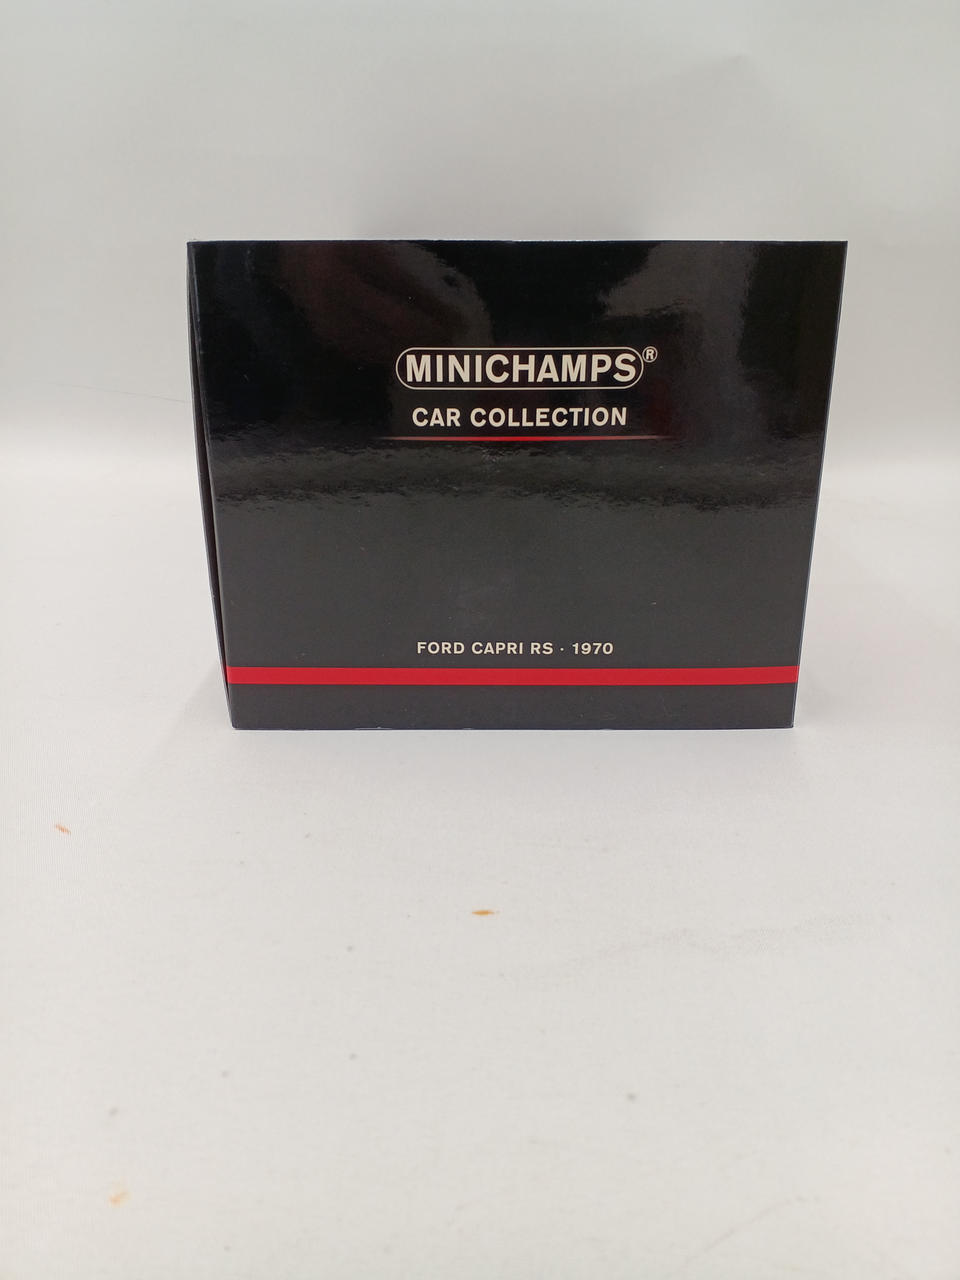 MINICHAMPS®
CAR COLLECTION
FORD CAPRI RS · 1970